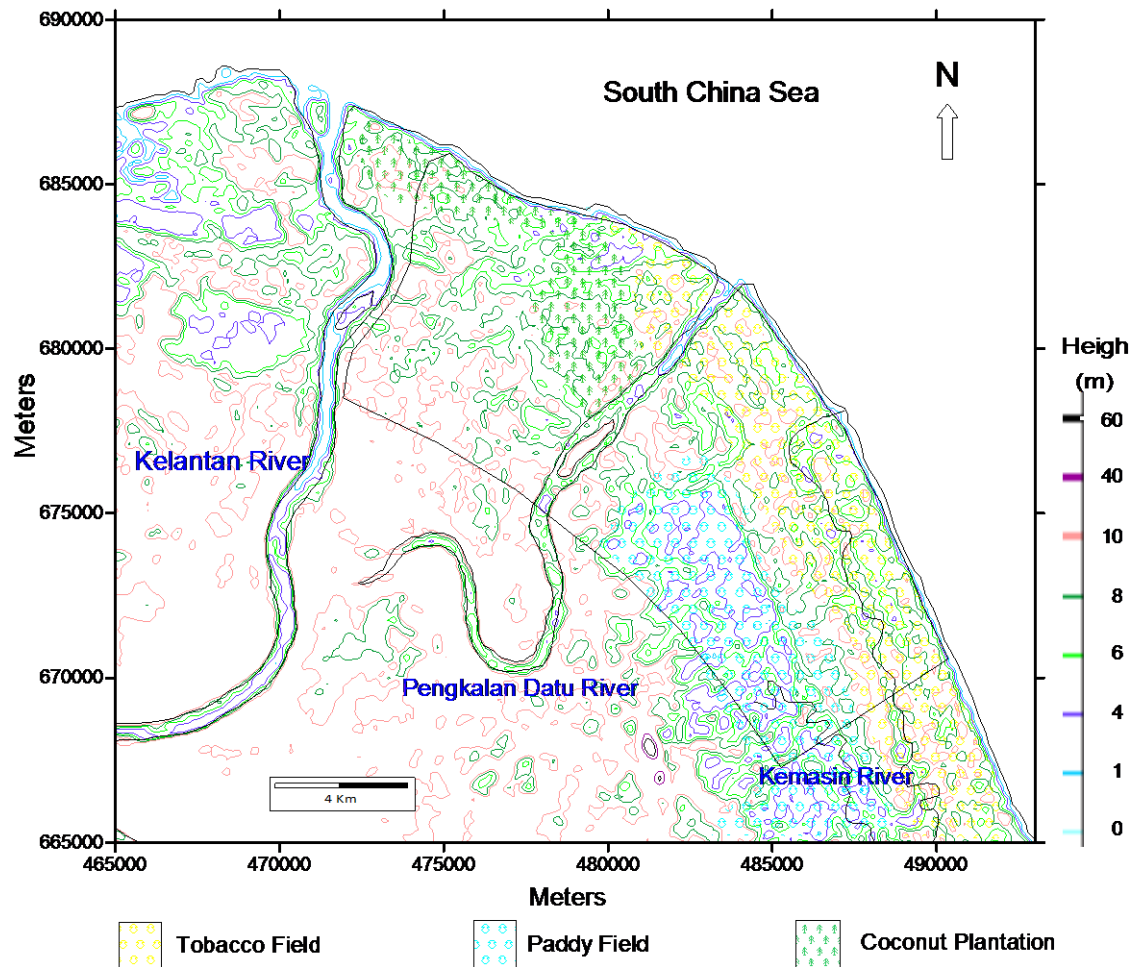 690000
South China Sea
N
685000
680000
Heigh
(m)
60
Meters
Kelantan River
40
675000
10
8
6
670000
Pengkalan Datu River
4
Kemasin River
1
4 Km
0
665000
465000 470000 475000 480000 485000 490000
Meters
Tobacco Field Paddy Field Coconut Plantation